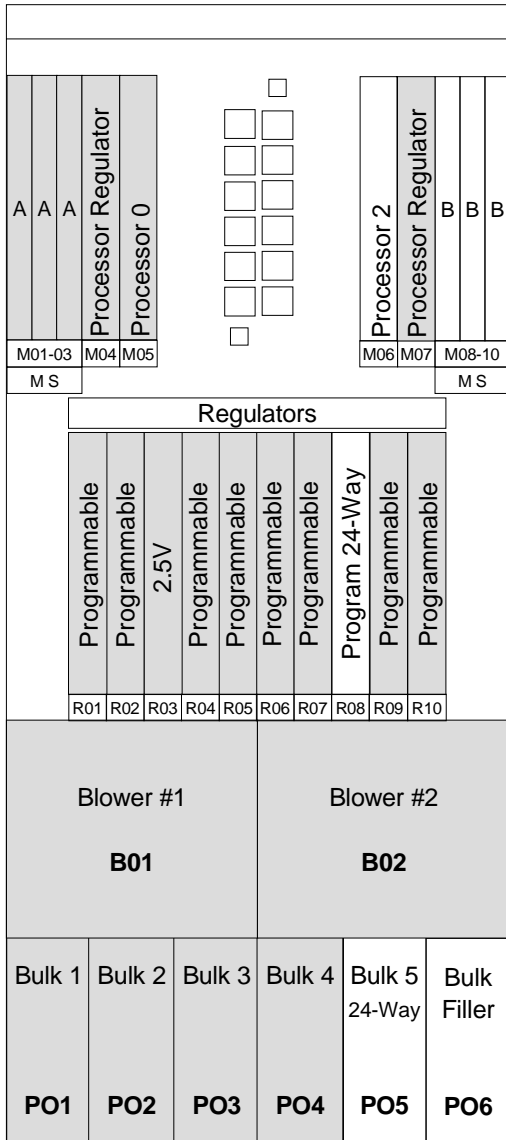 A A A Processor Regulator Processor 0 Processor 2 Processor Regulator B B B
M01-03 M04 M05 M06 M07 M08-10
M S M S
Regulators
Programmable Programmable 2.5V Programmable Programmable Programmable Programmable Program 24-Way Programmable Programmable
R01 R02 R03 R04 R05 R06 R07 R08 R09 R10
Blower #1 Blower #2
B01 B02
Bulk 1 Bulk 2 Bulk 3 Bulk 4 Bulk 5 Bulk
24-Way Filler
PO1 PO2 PO3 PO4 PO5 PO6